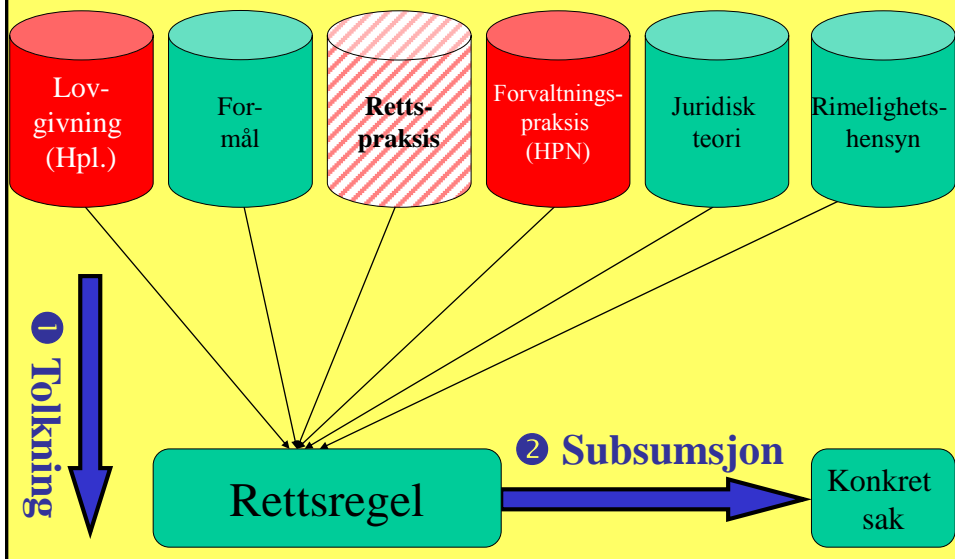 Lov-
givning
(Hpl.)
For-
mål
Retts-
praksis
Forvaltnings-
praksis
(HPN)
Juridisk
teori
Rimelighets-
hensyn
❶ Tolkning
❷ Subsumsjon
Rettsregel
Konkret
sak